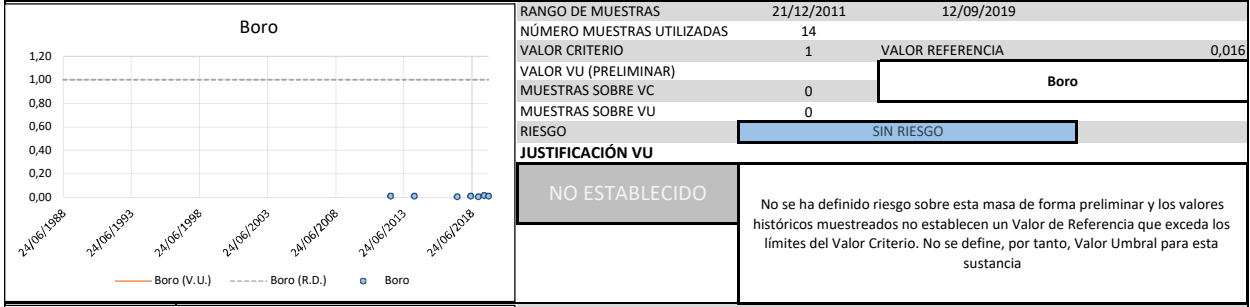 Boro
1,20
1,00
0,80
0,60
0,40
0,20
0,00
24/06/1988
24/06/1993
24/06/1998
24/06/2003
24/06/2008
24/06/2013
24/06/2018
Boro (V.U.) Boro (R.D.) Boro
RANGO DE MUESTRAS 21/12/2011 12/09/2019
NÚMERO MUESTRAS UTILIZADAS 14
VALOR CRITERIO 1 VALOR REFERENCIA 0,016
VALOR VU (PRELIMINAR)
Boro
MUESTRAS SOBRE VC 0
MUESTRAS SOBRE VU 0
RIESGO SIN RIESGO
JUSTIFICACIÓN VU
NO ESTABLECIDO
No se ha definido riesgo sobre esta masa de forma preliminar y los valores
históricos muestreados no establecen un Valor de Referencia que exceda los
límites del Valor Criterio. No se define, por tanto, Valor Umbral para esta
sustancia